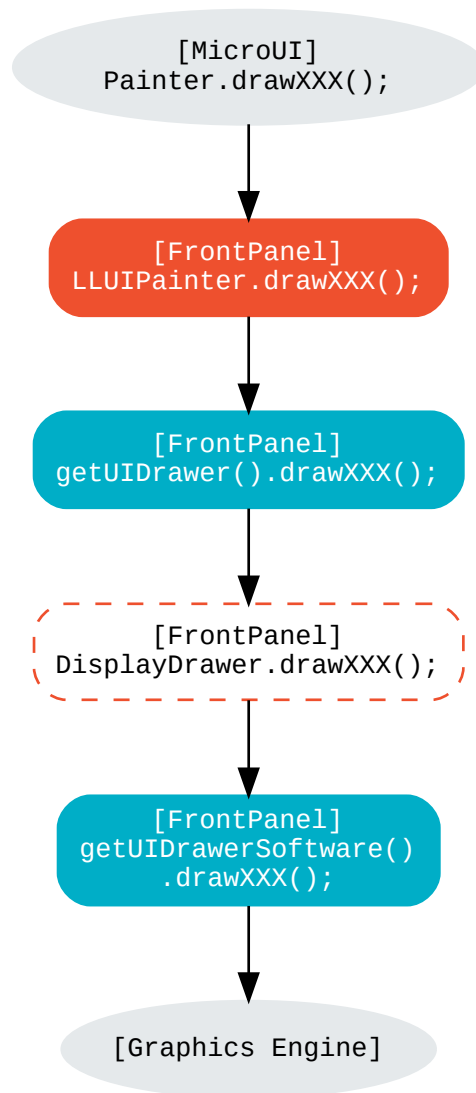 [MicroUI]
Painter.drawXXX();
[FrontPanel]
LLUIPainter.drawXXX();
[FrontPanel]
getUIDrawer().drawXXX();
[FrontPanel]
DisplayDrawer.drawXXX();
[FrontPanel]
getUIDrawerSoftware()
.drawXXX();
[Graphics Engine]